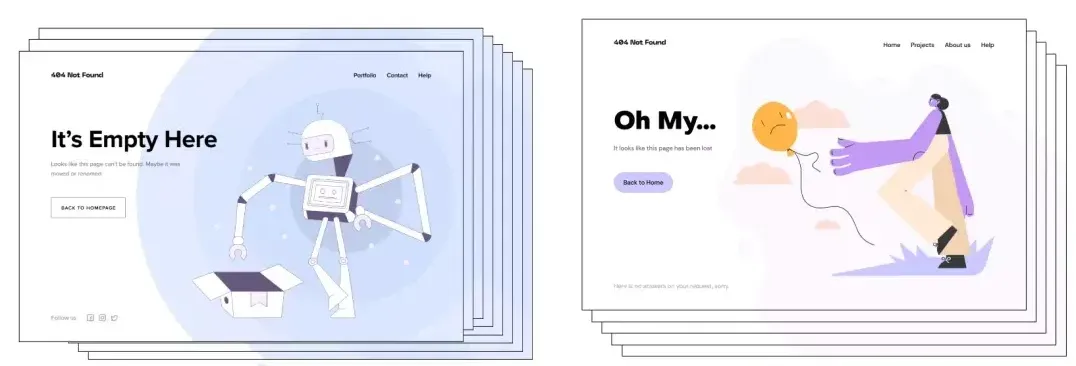 404 Not Found
Portfolio Contact Help
It's Empty Here
Looks like this page can't be found. Maybe it was
moved or renamed.
BACK TO HOMEPAGE
Follow us
404 Not Found
Home Projects About us Help
Oh My...
It looks like this page has been lost
Back to Home
Here is no answers on your request, sorry